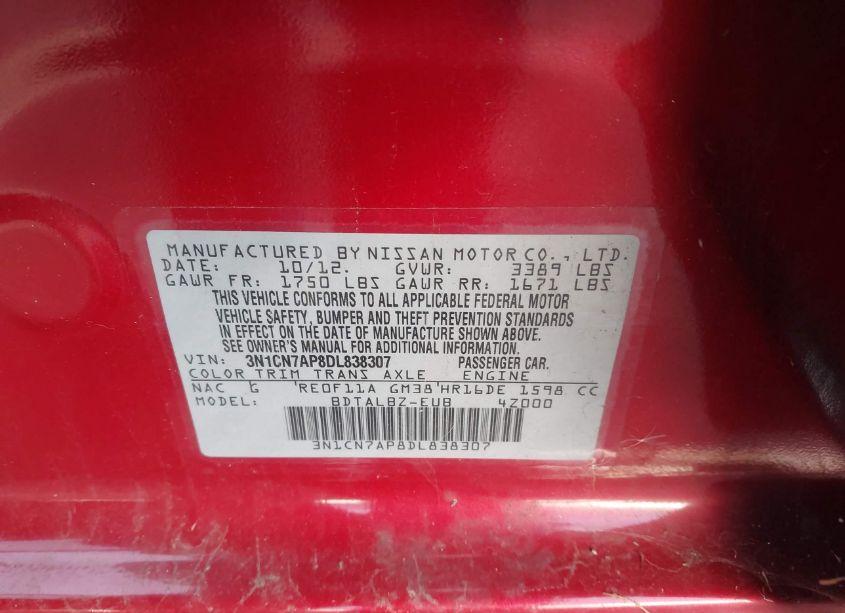 MANUFACTURED BY NISSAN MOTOR CO., LTD.
DATE: 10/12. GVWR: 3389 LBS
GAWR FR: 1750 LBS GAWR RR: 1671 LBS
THIS VEHICLE CONFORMS TO ALL APPLICABLE FEDERAL MOTOR
VEHICLE SAFETY, BUMPER AND THEFT PREVENTION STANDARDS
IN EFFECT ON THE DATE OF MANUFACTURE SHOWN ABOVE.
SEE OWNER'S MANUAL FOR ADDITIONAL INFORMATION.
VIN: 3N1CN7AP8DL838307 PASSENGER CAR.
COLOR TRIM TRANS AXLE ENGINE
NAC G 'RE0F11A GM38'HR16DE 1598 CC
MODEL: BDTALBZ-EUB 4Z000
3N1CN7AP8DL838307